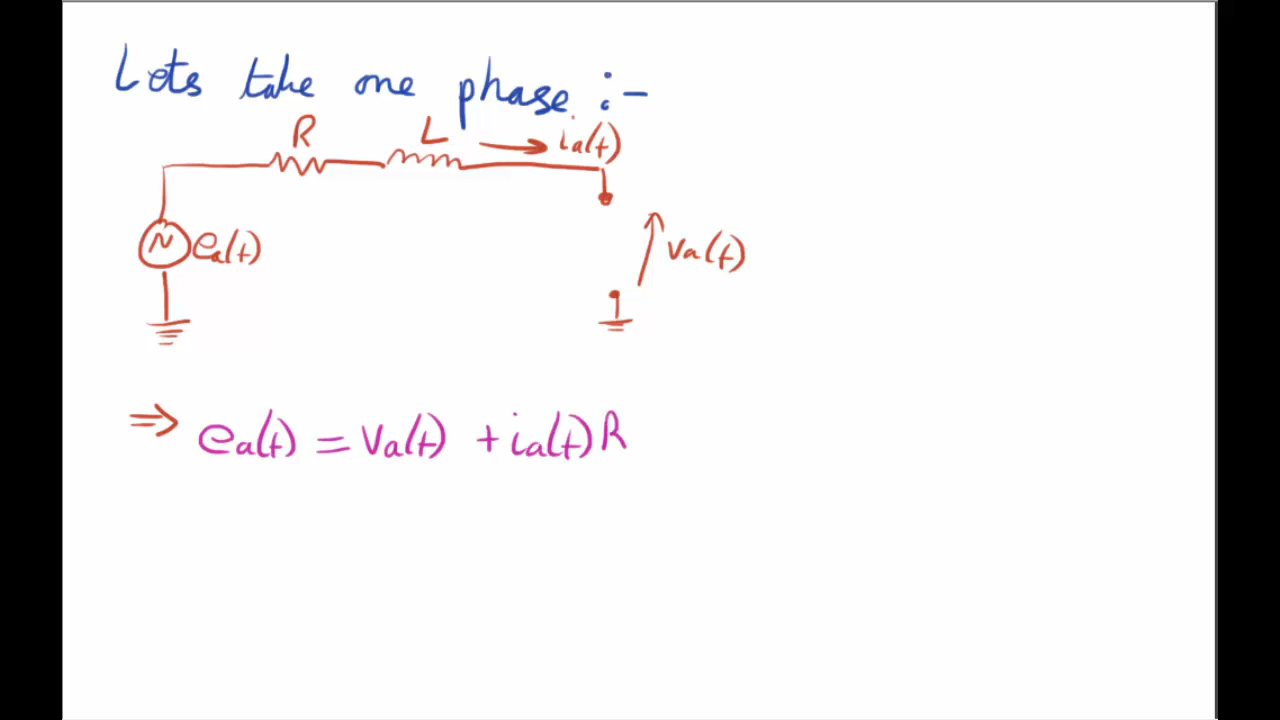 Lets take one phase :-
R L ia(t)
N ea(t) va(t)
⇒ ea(t) = va(t) + ia(t)R